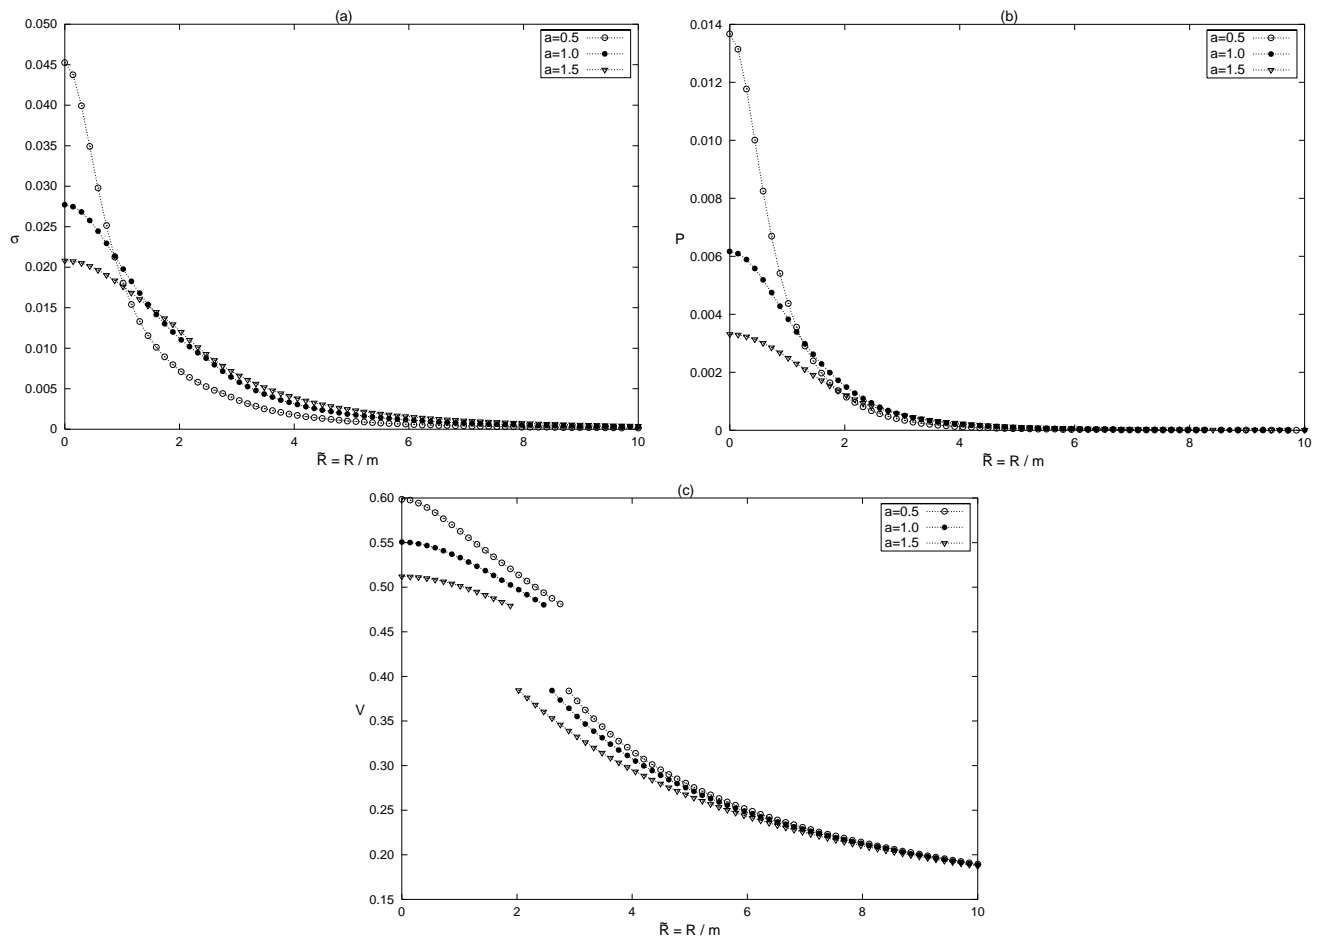 (a)
0.050
0.045
0.040
0.035
0.030
0.025
0.020
0.015
0.010
0.005
0
σ
a=0.5
a=1.0
a=1.5
0 2 4 6 8 10
R̃ = R / m
(b)
0.014
0.012
0.010
0.008
0.006
0.004
0.002
0
P
a=0.5
a=1.0
a=1.5
0 2 4 6 8 10
R̃ = R / m
(c)
0.60
0.55
0.50
0.45
0.40
0.35
0.30
0.25
0.20
0.15
V
a=0.5
a=1.0
a=1.5
0 2 4 6 8 10
R̃ = R / m